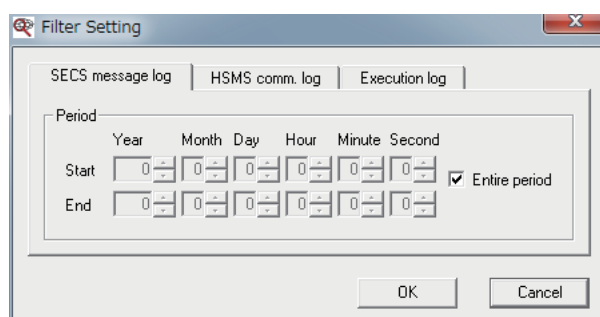 Filter Setting
SECS message log HSMS comm. log Execution log
Period
Year Month Day Hour Minute Second
Start 0 0 0 0 0 0 Entire period
End 0 0 0 0 0 0
OK Cancel